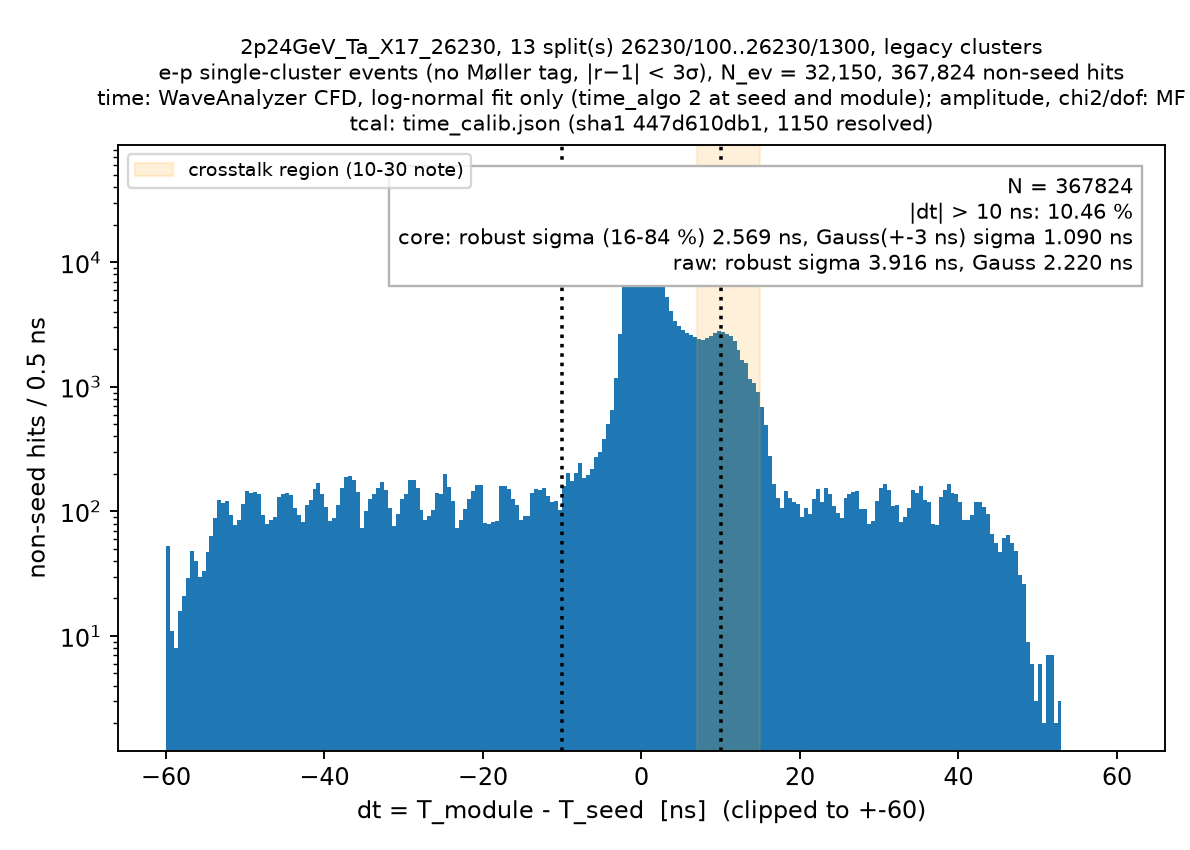 2p24GeV_Ta_X17_26230, 13 split(s) 26230/100..26230/1300, legacy clusters
e-p single-cluster events (no Møller tag, |r−1| < 3σ), N_ev = 32,150, 367,824 non-seed hits
time: WaveAnalyzer CFD, log-normal fit only (time_algo 2 at seed and module); amplitude, chi2/dof: MF
tcal: time_calib.json (sha1 447d610db1, 1150 resolved)
crosstalk region (10-30 note)
N = 367824
|dt| > 10 ns: 10.46 %
core: robust sigma (16-84 %) 2.569 ns, Gauss(+-3 ns) sigma 1.090 ns
raw: robust sigma 3.916 ns, Gauss 2.220 ns
non-seed hits / 0.5 ns
10⁴
10³
10²
10¹
−60 −40 −20 0 20 40 60
dt = T_module - T_seed [ns] (clipped to +-60)